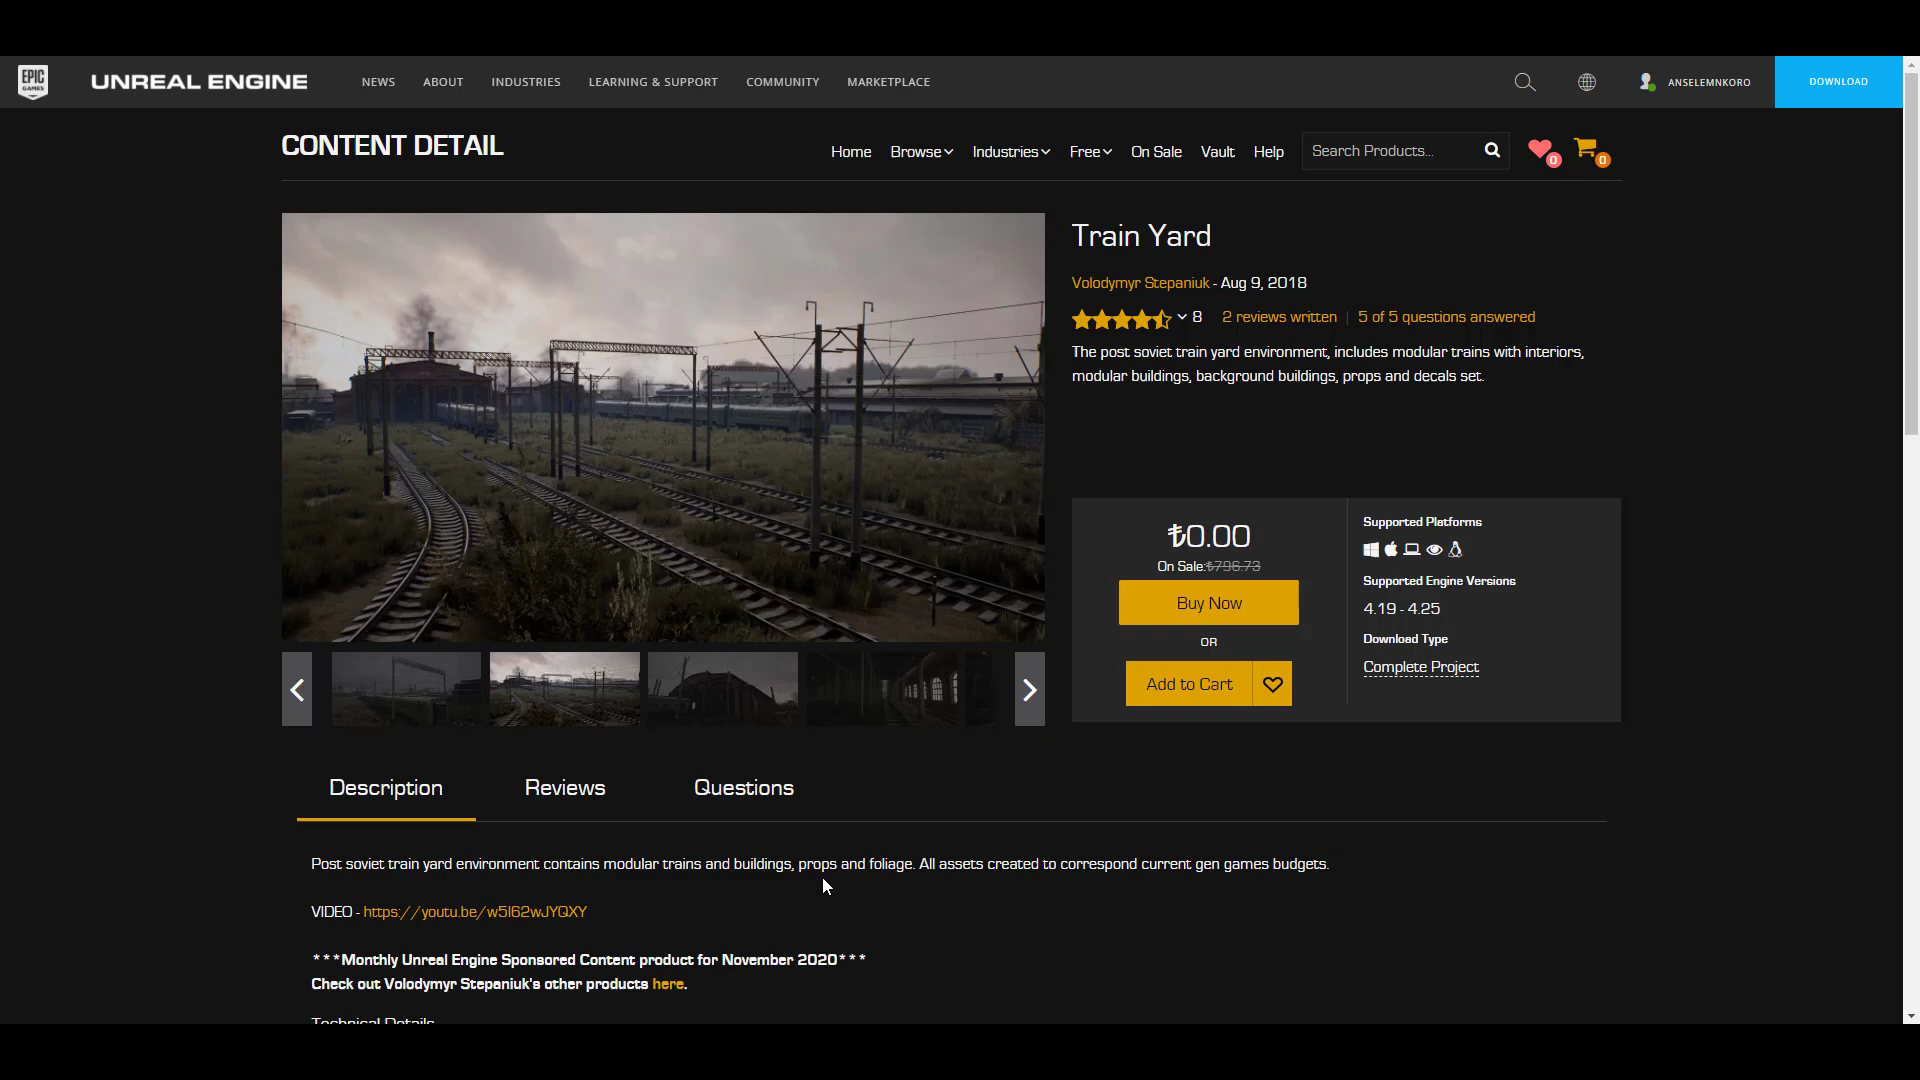 EPIC GAMES
UNREAL ENGINE
NEWS ABOUT INDUSTRIES LEARNING & SUPPORT COMMUNITY MARKETPLACE
ANSELEMNKORO
DOWNLOAD
CONTENT DETAIL
Home Browse Industries Free On Sale Vault Help
Search Products...
0
0
Train Yard
Volodymyr Stepaniuk - Aug 9, 2018
8 2 reviews written | 5 of 5 questions answered
The post soviet train yard environment, includes modular trains with interiors,
modular buildings, background buildings, props and decals set.
₺0.00
On Sale:₺796.73
Buy Now
OR
Add to Cart
Supported Platforms
Supported Engine Versions
4.19 - 4.25
Download Type
Complete Project
Description Reviews Questions
Post soviet train yard environment contains modular trains and buildings, props and foliage. All assets created to correspond current gen games budgets.
VIDEO - https://youtu.be/w5l62wJYQXY
***Monthly Unreal Engine Sponsored Content product for November 2020***
Check out Volodymyr Stepaniuk's other products here.
Technical Details